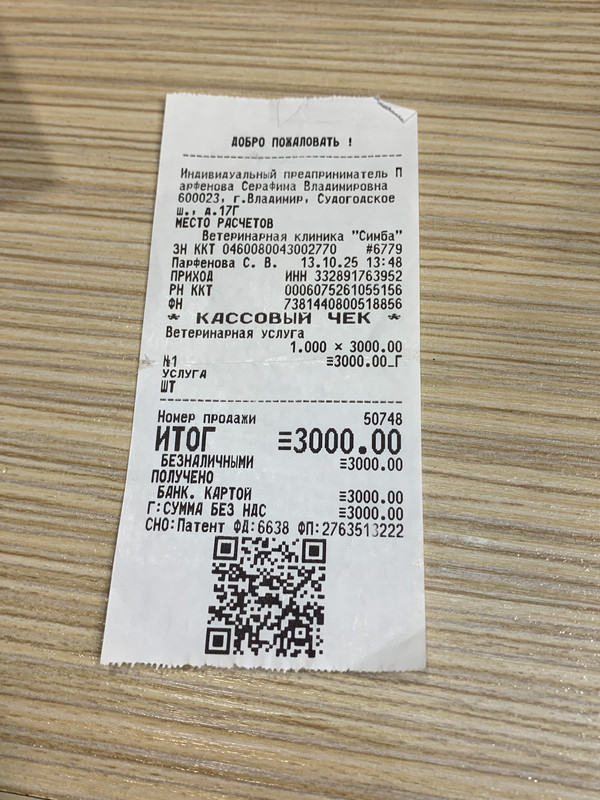 ДОБРО ПОЖАЛОВАТЬ !
Индивидуальный предприниматель П
арфенова Серафина Владимировна
600023, г.Владимир, Судогодское
ш., д.17Г
МЕСТО РАСЧЕТОВ
Ветеринарная клиника "Симба"
ЗН ККТ 0460080043002770 #6779
Парфенова С. В. 13.10.25 13:48
ПРИХОД ИНН 332891763952
РН ККТ 0006075261055156
ФН 7381440800518856
* КАССОВЫЙ ЧЕК *
Ветеринарная услуга
1.000 × 3000.00
№1 ≡3000.00_Г
УСЛУГА
ШТ
Номер продажи 50748
ИТОГ ≡3000.00
БЕЗНАЛИЧНЫМИ ≡3000.00
ПОЛУЧЕНО
БАНК. КАРТОЙ ≡3000.00
Г:СУММА БЕЗ НДС ≡3000.00
СНО:Патент ФД:6638 ФП:2763513222